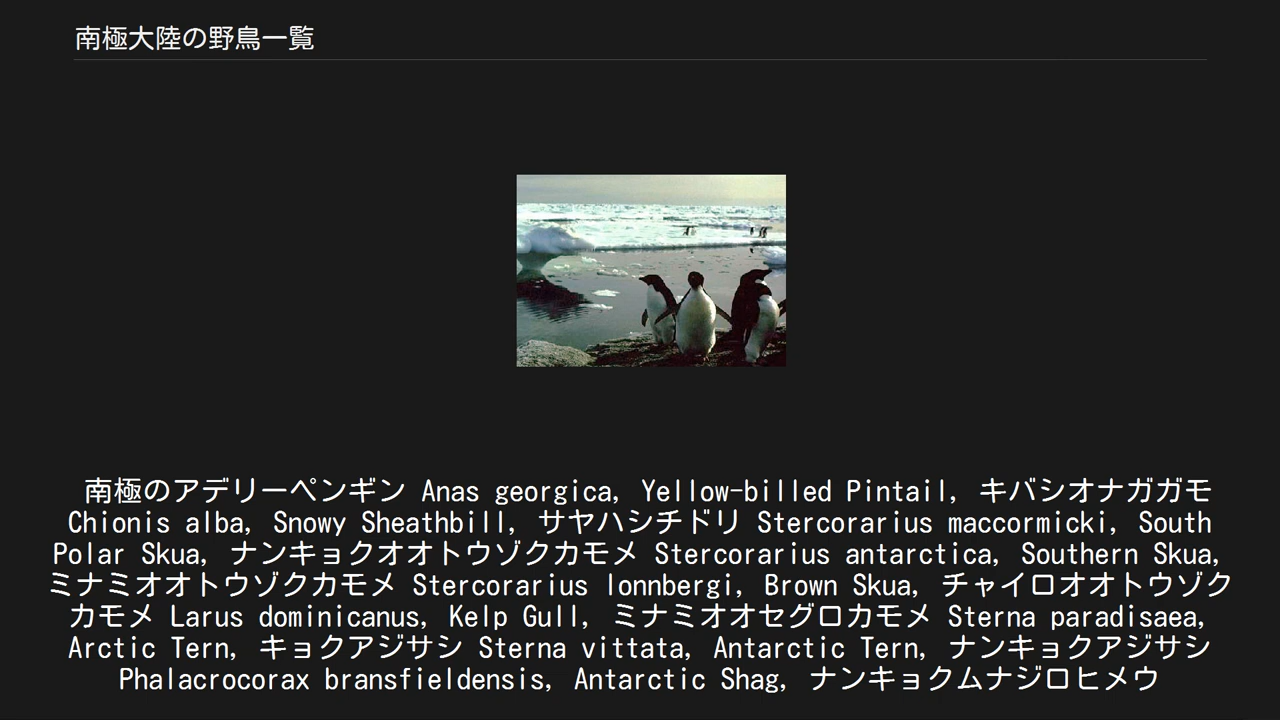 南極大陸の野鳥一覧
南極のアデリーペンギン Anas georgica, Yellow-billed Pintail, キバシオナガガモ
Chionis alba, Snowy Sheathbill, サヤハシチドリ Stercorarius maccormicki, South
Polar Skua, ナンキョクオオトウゾクカモメ Stercorarius antarctica, Southern Skua,
ミナミオオトウゾクカモメ Stercorarius lonnbergi, Brown Skua, チャイロオオトウゾク
カモメ Larus dominicanus, Kelp Gull, ミナミオオセグロカモメ Sterna paradisaea,
Arctic Tern, キョクアジサシ Sterna vittata, Antarctic Tern, ナンキョクアジサシ
Phalacrocorax bransfieldensis, Antarctic Shag, ナンキョクムナジロヒメウ